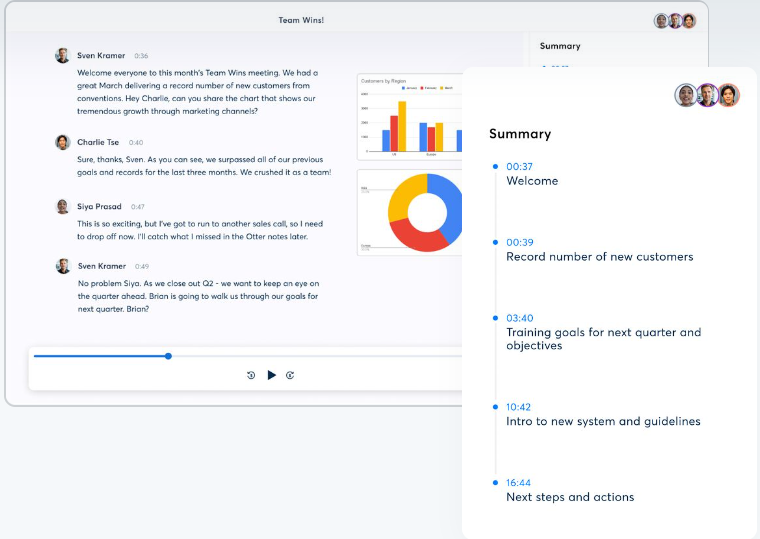 Team Wins!
Sven Kramer 0:36
Welcome everyone to this month's Team Wins meeting. We had a
great March delivering a record number of new customers from
conventions. Hey Charlie, can you share the chart that shows our
tremendous growth through marketing channels?
Charlie Tse 0:40
Sure, thanks, Sven. As you can see, we surpassed all of our previous
goals and records for the last three months. We crushed it as a team!
Siya Prasad 0:47
This is so exciting, but I've got to run to another sales call, so I need
to drop off now. I'll catch what I missed in the Otter notes later.
Sven Kramer 0:49
No problem Siya. As we close out Q2 - we want to keep an eye on
the quarter ahead. Brian is going to walk us through our goals for
next quarter. Brian?
Customers by Region
January February March
Summary
Summary
00:37
Welcome
00:39
Record number of new customers
03:40
Training goals for next quarter and
objectives
10:42
Intro to new system and guidelines
16:44
Next steps and actions